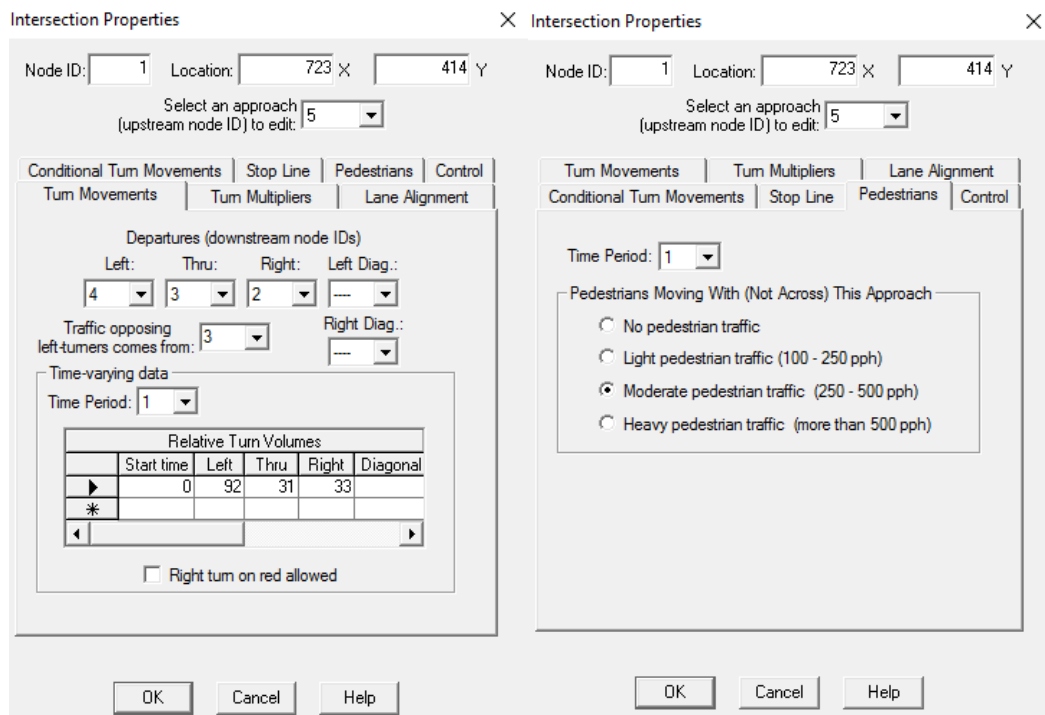 Intersection Properties
Node ID: 1 Location: 723 X 414 Y
Select an approach
(upstream node ID) to edit: 5
Conditional Turn Movements Stop Line Pedestrians Control
Turn Movements Turn Multipliers Lane Alignment
Departures (downstream node IDs)
Left: Thru: Right: Left Diag.:
4 3 2 ----
Traffic opposing
left-turners comes from: 3
Right Diag.:
----
Time-varying data
Time Period: 1
Relative Turn Volumes
Start time Left Thru Right Diagonal
0 92 31 33
Right turn on red allowed
OK Cancel Help
Intersection Properties
Node ID: 1 Location: 723 X 414 Y
Select an approach
(upstream node ID) to edit: 5
Turn Movements Turn Multipliers Lane Alignment
Conditional Turn Movements Stop Line Pedestrians Control
Time Period: 1
Pedestrians Moving With (Not Across) This Approach
No pedestrian traffic
Light pedestrian traffic (100 - 250 pph)
Moderate pedestrian traffic (250 - 500 pph)
Heavy pedestrian traffic (more than 500 pph)
OK Cancel Help